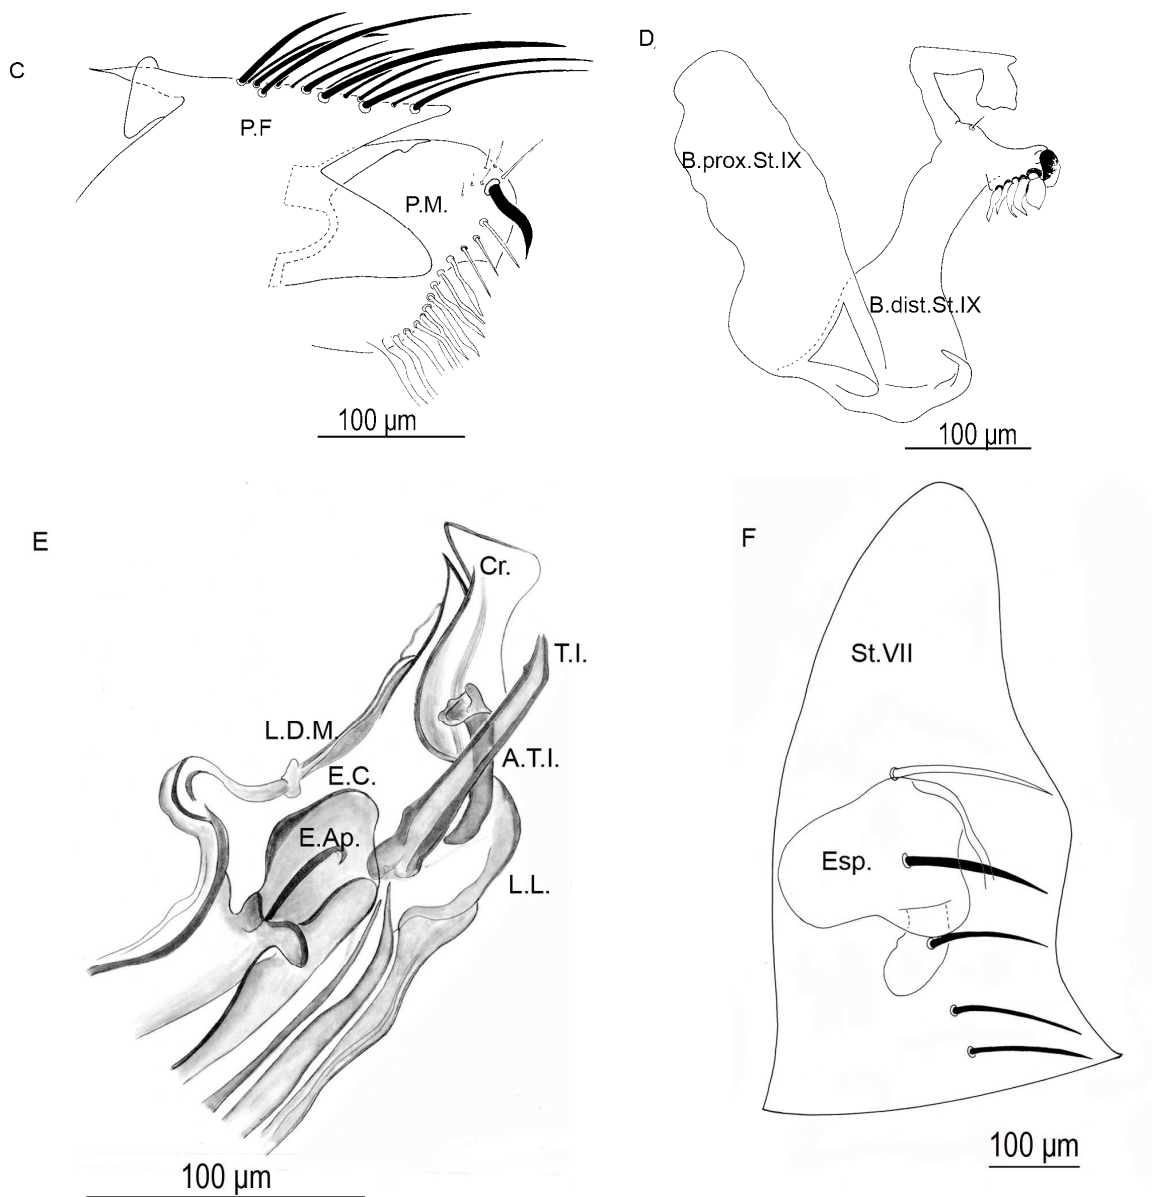 C
P.F
P.M.
100 µm
D
B.prox.St.IX
B.dist.St.IX
100 µm
E
Cr.
T.I.
L.D.M.
A.T.I.
E.C.
E.Ap.
L.L.
100 µm
F
St.VII
Esp.
100 µm